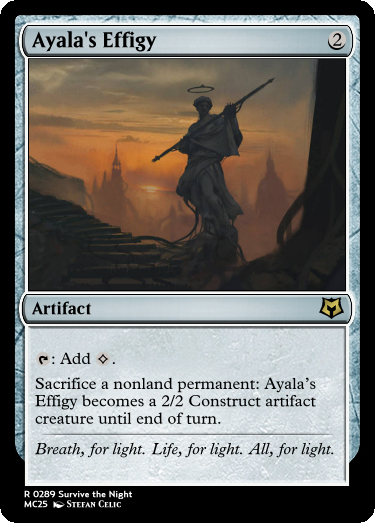 Ayala's Effigy 2
Artifact
: Add .
Sacrifice a nonland permanent: Ayala's
Effigy becomes a 2/2 Construct artifact
creature until end of turn.
Breath, for light. Life, for light. All, for light.
R 0289 Survive the Night
MC25 Stefan Celic